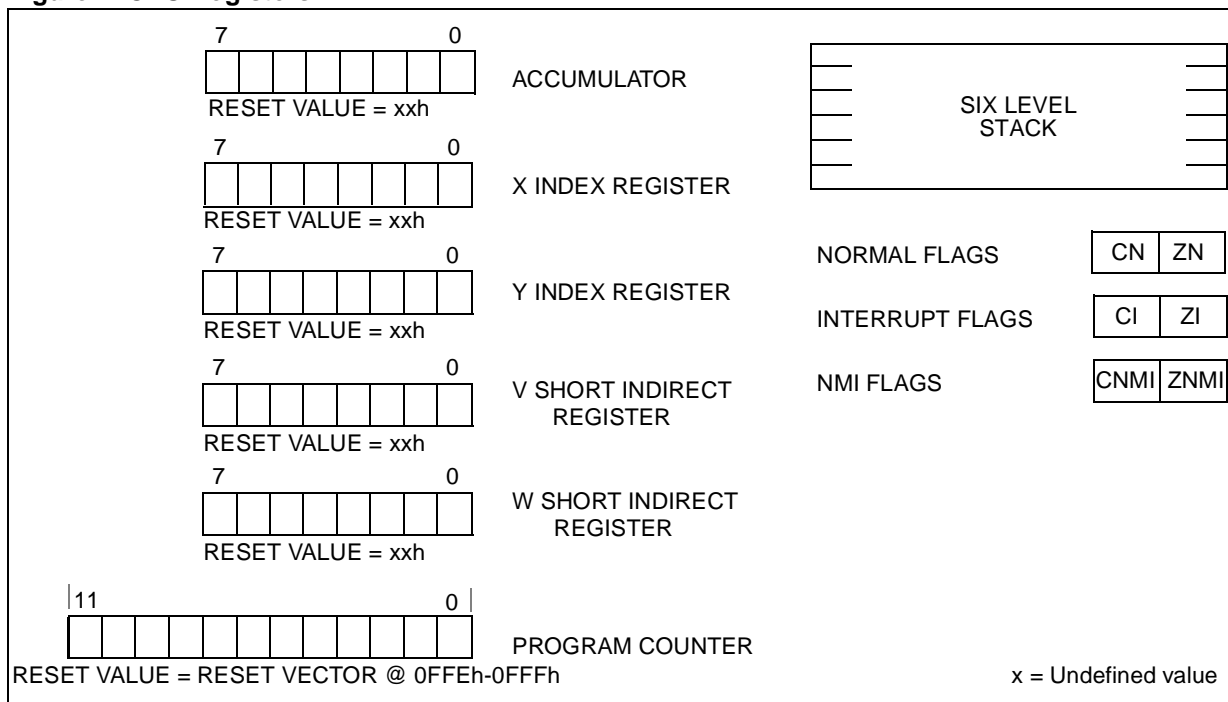 7 0
ACCUMULATOR
RESET VALUE = xxh
7 0
X INDEX REGISTER
RESET VALUE = xxh
7 0
Y INDEX REGISTER
RESET VALUE = xxh
7 0
V SHORT INDIRECT
REGISTER
RESET VALUE = xxh
7 0
W SHORT INDIRECT
REGISTER
RESET VALUE = xxh
11 0
PROGRAM COUNTER
RESET VALUE = RESET VECTOR @ 0FFEh-0FFFh
SIX LEVEL
STACK
NORMAL FLAGS CN ZN
INTERRUPT FLAGS CI ZI
NMI FLAGS CNMI ZNMI
x = Undefined value